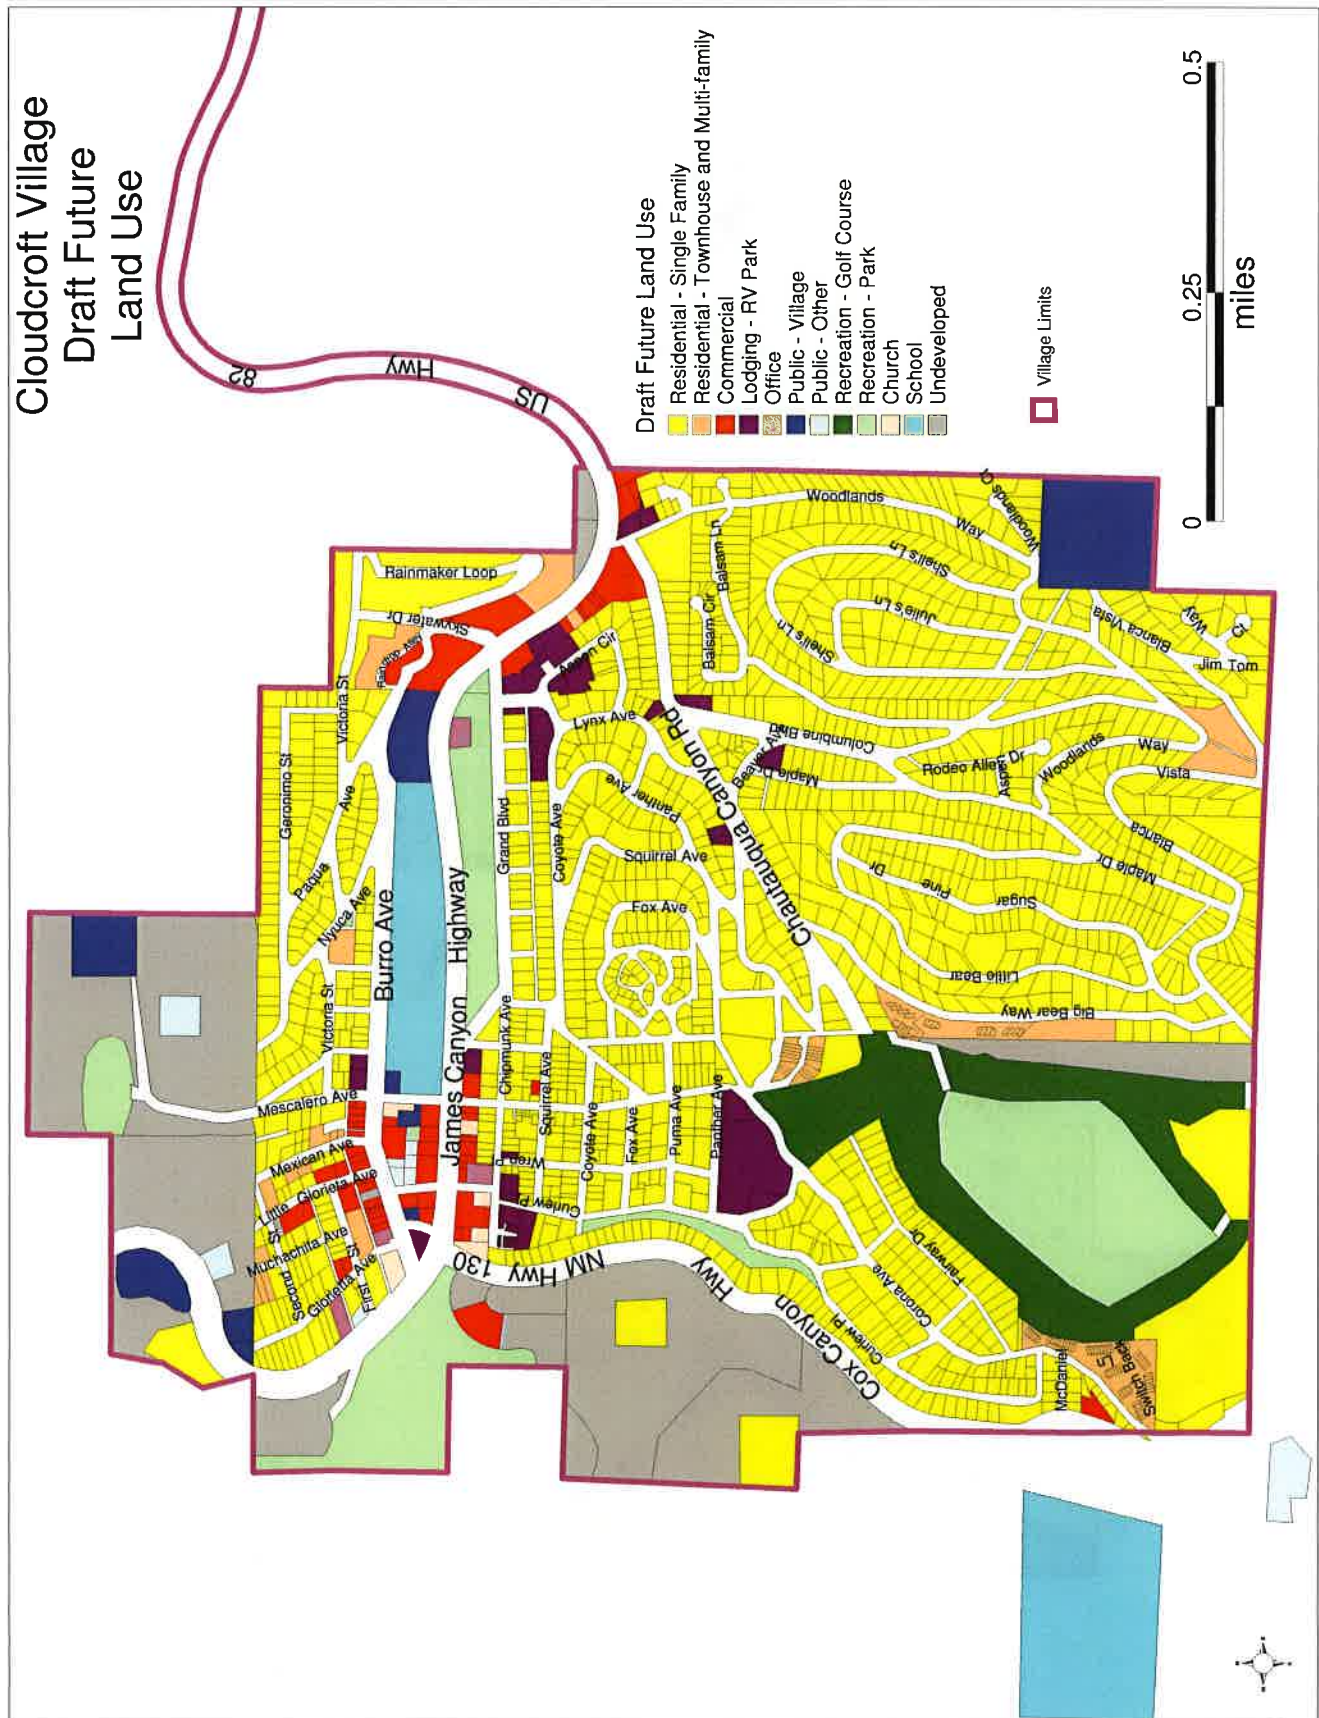 Cloudcroft Village
Draft Future
Land Use
82
Hwy
US
Draft Future Land Use
Residential - Single Family
Residential - Townhouse and Multi-family
Commercial
Lodging - RV Park
Office
Public - Village
Public - Other
Recreation - Golf Course
Recreation - Park
Church
School
Undeveloped
Village Limits
0
0.25
0.5
miles
Rainmaker Loop
Skywater Dr
Raindrop Alley
Victoria St
Geronimo St
Paqua
Ave
Nyuca Ave
Victoria St
Burro Ave
James Canyon
Highway
Mescalero Ave
Mexican Ave
Little
Glorieta Ave
St
Muchachita Ave
Second
St
Glorietta Ave
First
Grand Blvd
Coyote Ave
Chipmunk Ave
Squirrel Ave
Coyote Ave
Fox Ave
Puma Ave
Panther Ave
Wren Pl
Curlew Pl
NM Hwy 130
Hwy
Cox Canyon
Curlew Pl
Corona Ave
Fairway Dr
McDaniel
Switch Back
Aspen Cir
Lynx Ave
Panther Ave
Squirrel Ave
Fox Ave
Chautauqua Canyon Rd
Beaver Ave
Maple Dr
Columbine Blvd
Balsam Ln
Balsam Ln
Balsam Cir
Woodlands
Way
Woodlands Ct
Shell's Ln
Julie's Ln
Shell's Ln
Blanca Vista
Way
Jim Tom
Ct
Rodeo Alley
Aspen Dr
Woodlands
Way
Vista
Blanca
Maple Dr
Dr
Pine
Sugar
Little Bear
Big Bear Way